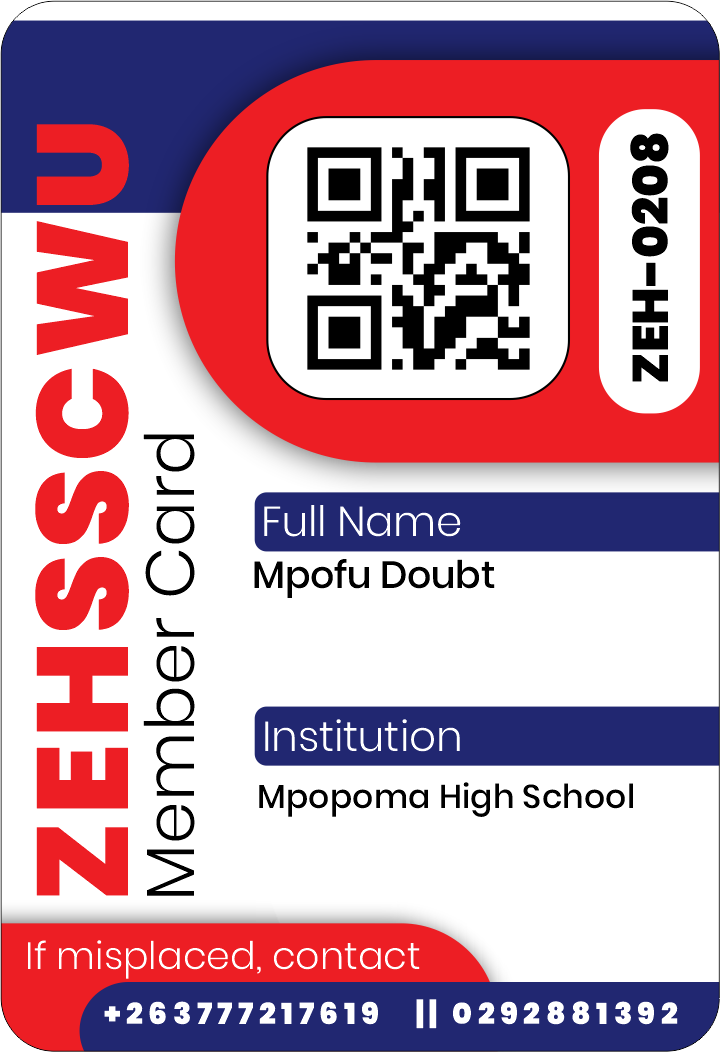 ZEHSSCWU
Member Card
ZEH-0208
Full Name
Mpofu Doubt
Institution
Mpopoma High School
If misplaced, contact
+263777217619 || 0292881392